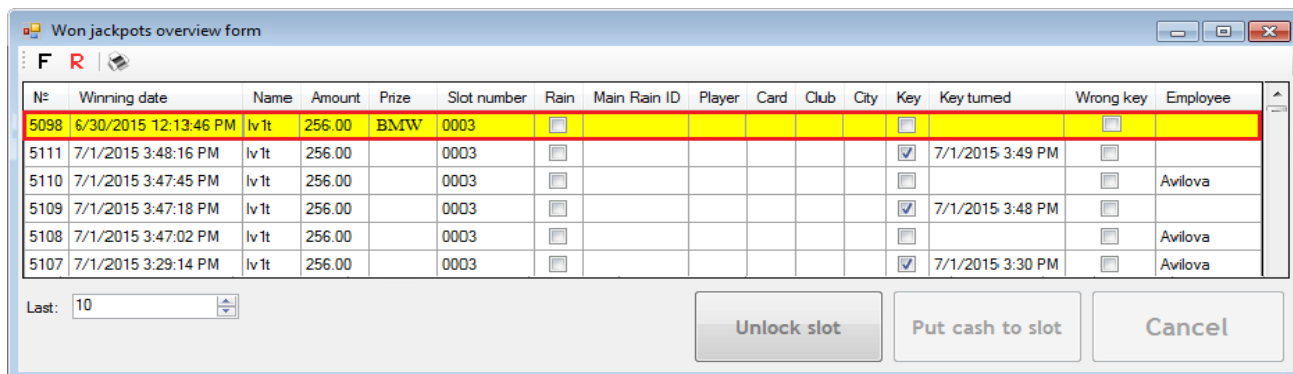 Won jackpots overview form
F R
Nº Winning date Name Amount Prize Slot number Rain Main Rain ID Player Card Club City Key Key turned Wrong key Employee
5098 6/30/2015 12:13:46 PM lv1t 256.00 BMW 0003
5111 7/1/2015 3:48:16 PM lv1t 256.00 0003 7/1/2015 3:49 PM
5110 7/1/2015 3:47:45 PM lv1t 256.00 0003 Avilova
5109 7/1/2015 3:47:18 PM lv1t 256.00 0003 7/1/2015 3:48 PM
5108 7/1/2015 3:47:02 PM lv1t 256.00 0003 Avilova
5107 7/1/2015 3:29:14 PM lv1t 256.00 0003 7/1/2015 3:30 PM Avilova
Last: 10
Unlock slot Put cash to slot Cancel